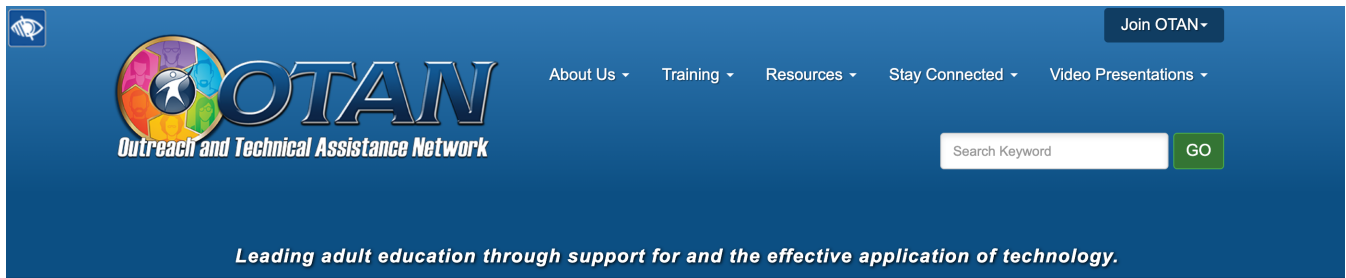 Join OTAN
OTAN
About Us
Training
Resources
Stay Connected
Video Presentations
Outreach and Technical Assistance Network
Search Keyword
GO
Leading adult education through support for and the effective application of technology.